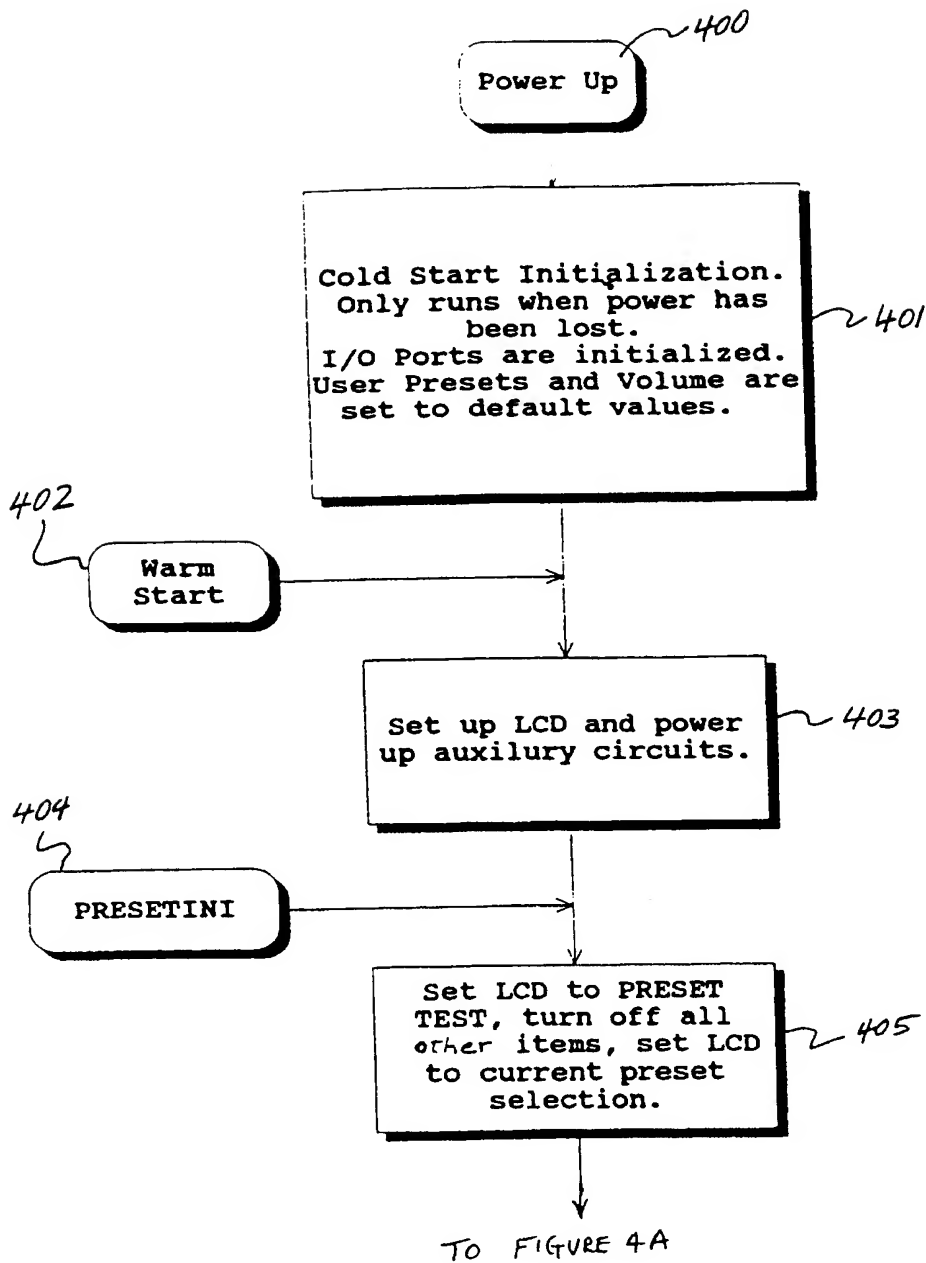 400
Power Up
Cold Start Initialization.
Only runs when power has
been lost.
I/O Ports are initialized.
User Presets and Volume are
set to default values.
401
402
Warm
Start
Set up LCD and power
up auxilury circuits.
403
404
PRESETINI
Set LCD to PRESET
TEST, turn off all
other items, set LCD
to current preset
selection.
405
TO FIGURE 4A